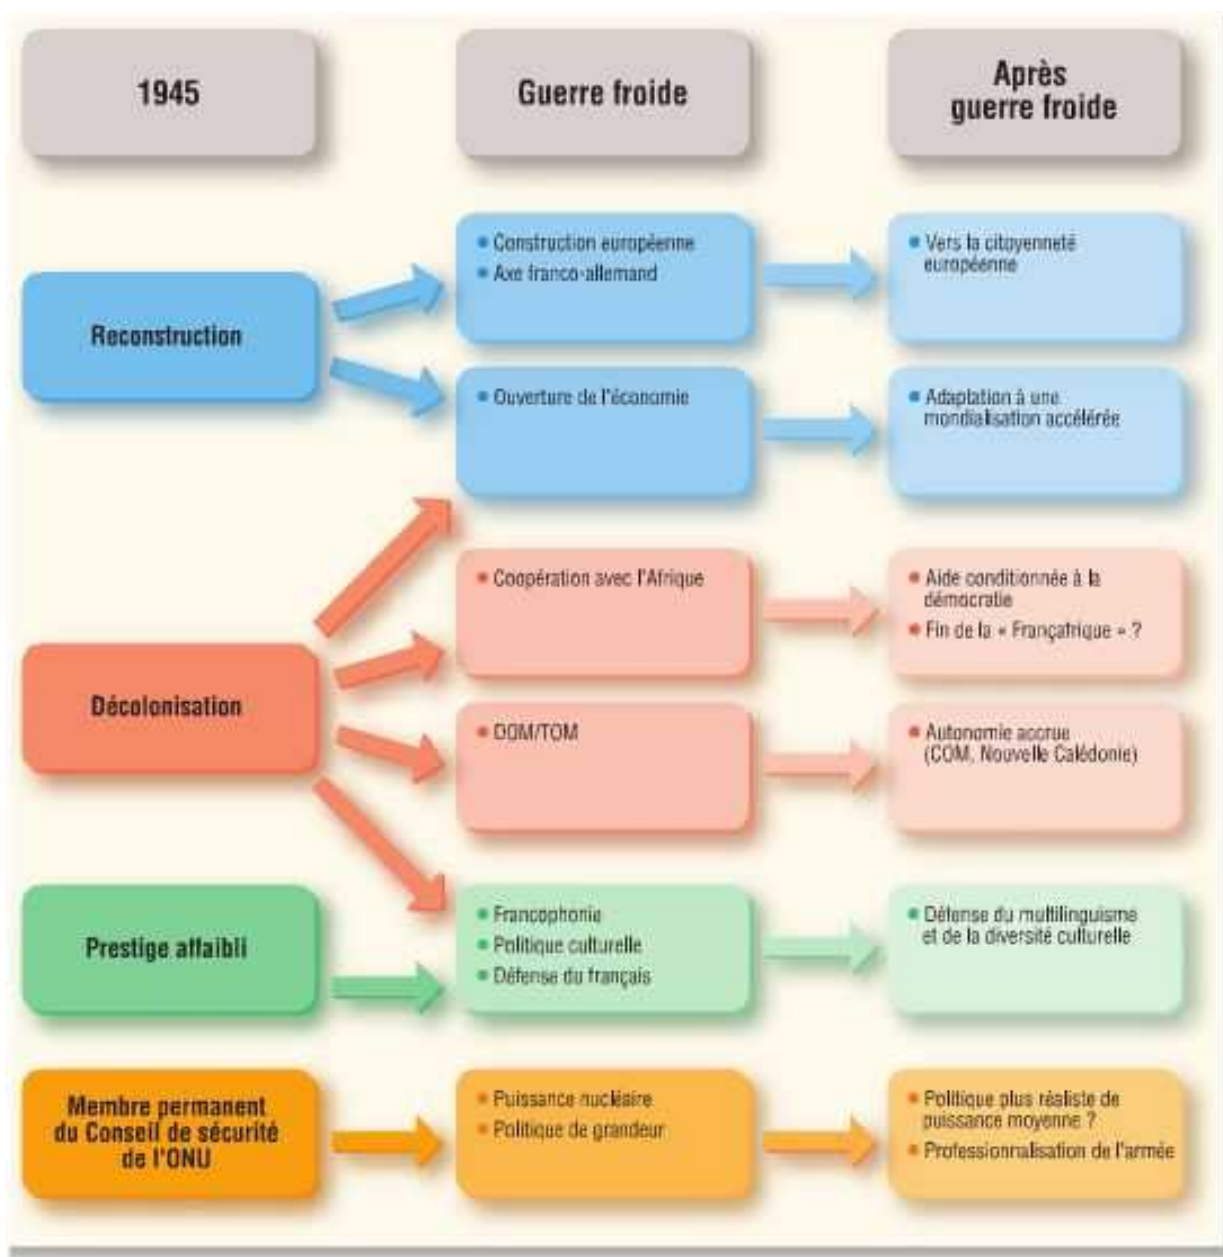 1945
Guerre froide
Après
guerre froide
Reconstruction
• Construction européenne
• Axe franco-allemand
• Vers la citoyenneté
européenne
• Ouverture de l'économie
• Adaptation à une
mondialisation accélérée
Décolonisation
• Coopération avec l'Afrique
• Aide conditionnée à la
démocratie
• Fin de la « Françafrique » ?
• DOM/TOM
• Autonomie accrue
(COM, Nouvelle Calédonie)
Prestige affaibli
• Francophonie
• Politique culturelle
• Défense du français
• Défense du multilinguisme
et de la diversité culturelle
Membre permanent
du Conseil de sécurité
de l'ONU
• Puissance nucléaire
• Politique de grandeur
• Politique plus réaliste de
puissance moyenne ?
• Professionnalisation de l'armée